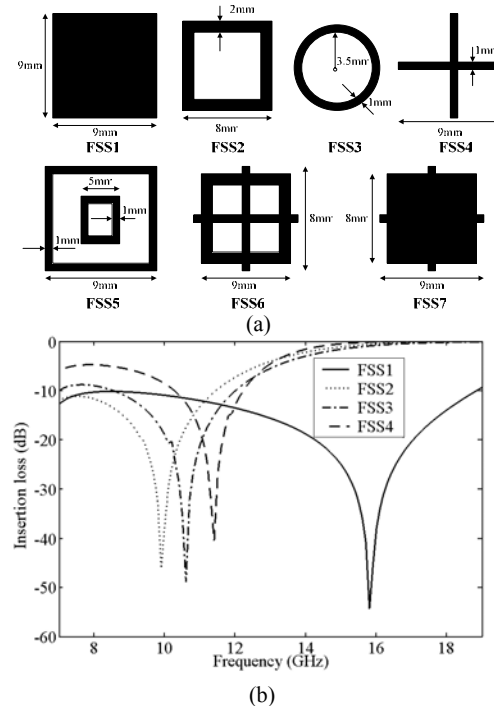 2mm
9mm
3.5mm
1mm
1mm
9mm
8mm
9mm
FSS1
FSS2
FSS3
FSS4
5mm
1mm
1mm
8mm
8mm
9mm
9mm
9mm
FSS5
FSS6
FSS7
(a)
0
-10
-20
-30
-40
-50
-60
Insertion loss (dB)
FSS1
FSS2
FSS3
FSS4
8
10
12
14
16
18
Frequency (GHz)
(b)